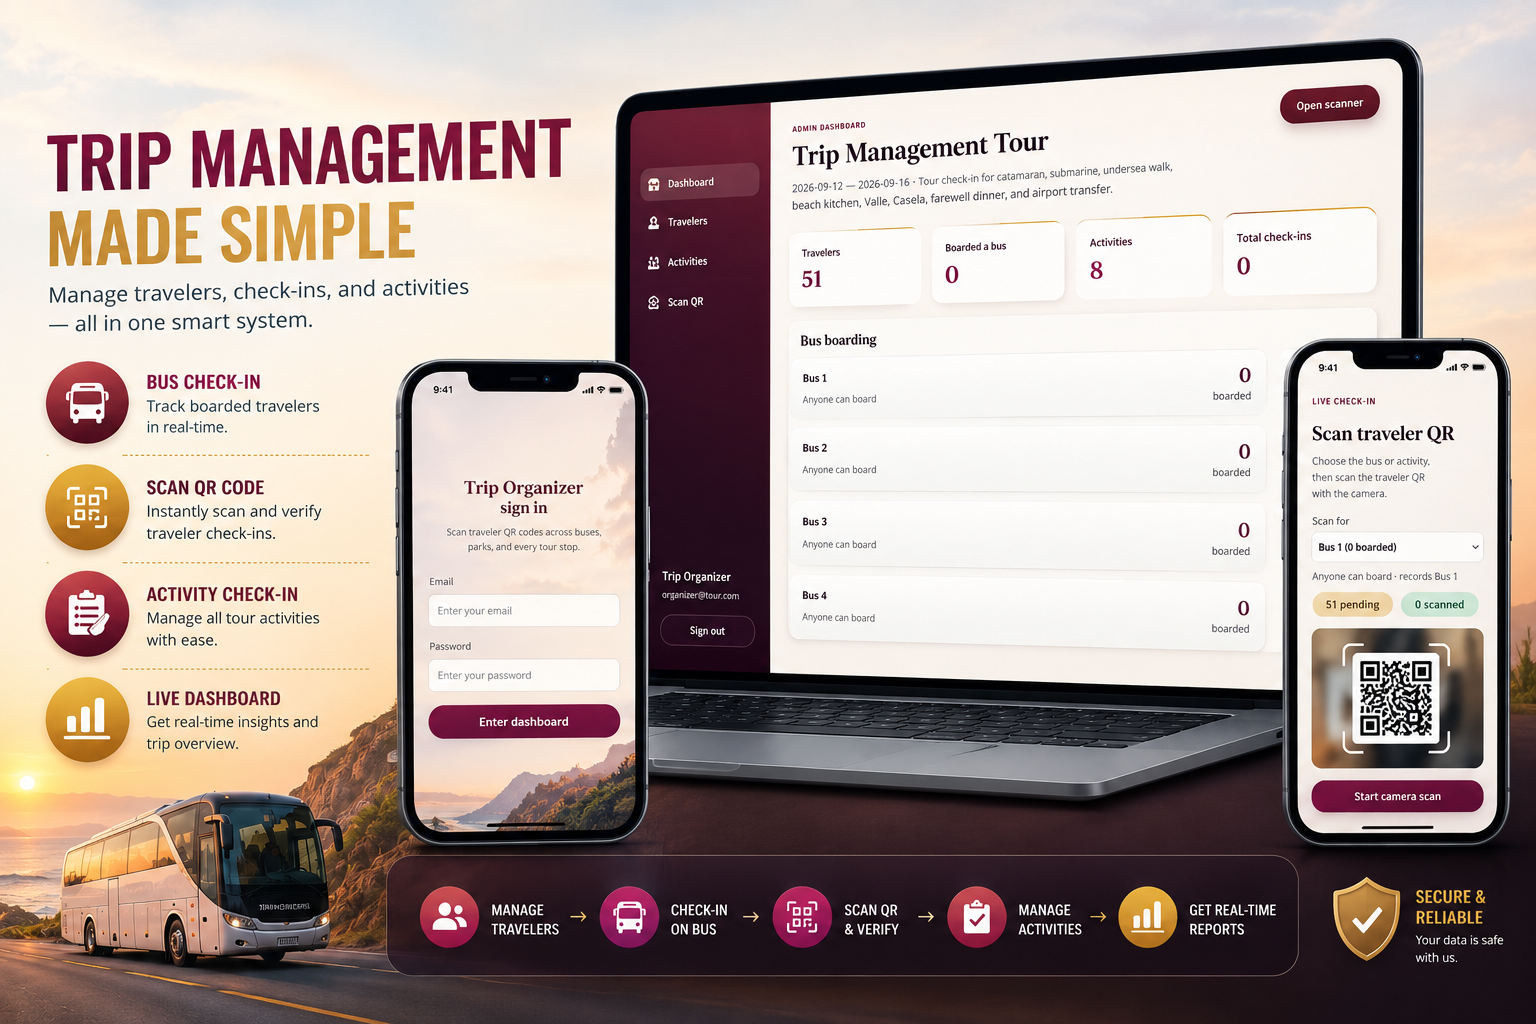 TRIP MANAGEMENT
MADE SIMPLE
Manage travelers, check-ins, and activities
— all in one smart system.
BUS CHECK-IN
Track boarded travelers
in real-time.
SCAN QR CODE
Instantly scan and verify
traveler check-ins.
ACTIVITY CHECK-IN
Manage all tour activities
with ease.
LIVE DASHBOARD
Get real-time insights and
trip overview.
9:41
Trip Organizer
sign in
Scan traveler QR codes across buses,
parks, and every tour stop.
Email
Enter your email
Password
Enter your password
Enter dashboard
Dashboard
Travelers
Activities
Scan QR
Trip Organizer
organizer@tour.com
Sign out
ADMIN DASHBOARD
Trip Management Tour
2026-09-12 — 2026-09-16 · Tour check-in for catamaran, submarine, undersea walk,
beach kitchen, Valle, Casela, farewell dinner, and airport transfer.
Open scanner
Travelers
51
Boarded a bus
0
Activities
8
Total check-ins
0
Bus boarding
Bus 1
Anyone can board
0
boarded
Bus 2
Anyone can board
0
boarded
Bus 3
Anyone can board
0
boarded
Bus 4
Anyone can board
0
boarded
9:41
LIVE CHECK-IN
Scan traveler QR
Choose the bus or activity,
then scan the traveler QR
with the camera.
Scan for
Bus 1 (0 boarded)
Anyone can board · records Bus 1
51 pending
0 scanned
Start camera scan
MANAGE
TRAVELERS
CHECK-IN
ON BUS
SCAN QR
& VERIFY
MANAGE
ACTIVITIES
GET REAL-TIME
REPORTS
SECURE &
RELIABLE
Your data is safe
with us.